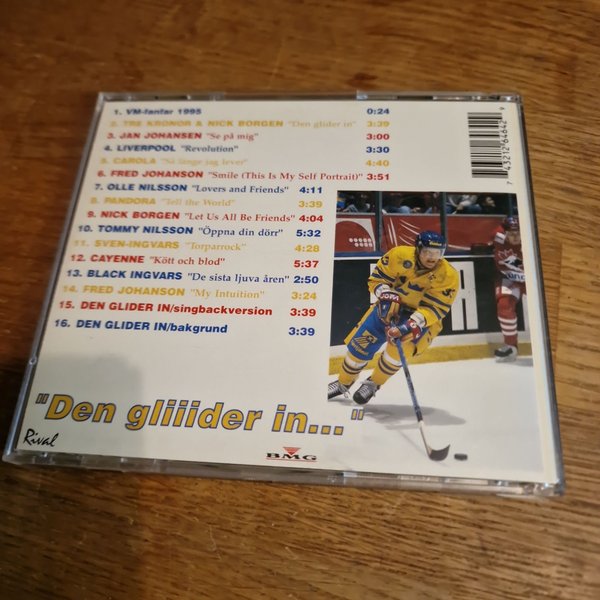 1. VM-fanfar 1995 0:24
2. TRE KRONOR & NICK BORGEN "Den glider in" 3:39
3. JAN JOHANSEN "Se på mig" 3:00
4. LIVERPOOL "Revolution" 3:30
5. CAROLA "Så länge jag lever" 4:40
6. FRED JOHANSON "Smile (This Is My Self Portrait)" 3:51
7. OLLE NILSSON "Lovers and Friends" 4:11
8. PANDORA "Tell the World" 3:39
9. NICK BORGEN "Let Us All Be Friends" 4:04
10. TOMMY NILSSON "Öppna din dörr" 5:32
11. SVEN-INGVARS "Torparrock" 4:28
12. CAYENNE "Kött och blod" 5:37
13. BLACK INGVARS "De sista ljuva åren" 2:50
14. FRED JOHANSON "My Intuition" 3:24
15. DEN GLIDER IN/singbackversion 3:39
16. DEN GLIDER IN/bakgrund 3:39
7 43212 64642 9
"Den gliiiider in..."
Rival
BMG